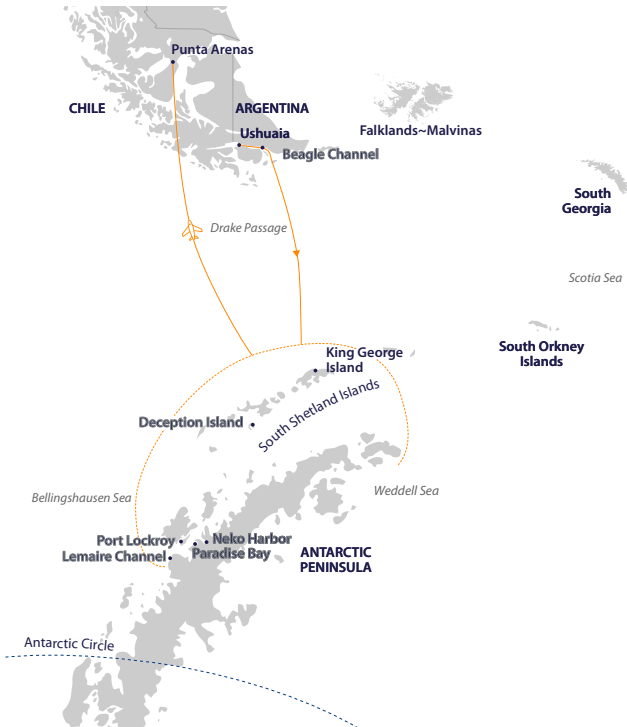 Punta Arenas
CHILE
ARGENTINA
Falklands~Malvinas
Ushuaia
Beagle Channel
South
Georgia
Drake Passage
Scotia Sea
South Orkney
Islands
King George
Island
South Shetland Islands
Deception Island
Bellingshausen Sea
Weddell Sea
Port Lockroy
Neko Harbor
Paradise Bay
Lemaire Channel
ANTARCTIC
PENINSULA
Antarctic Circle